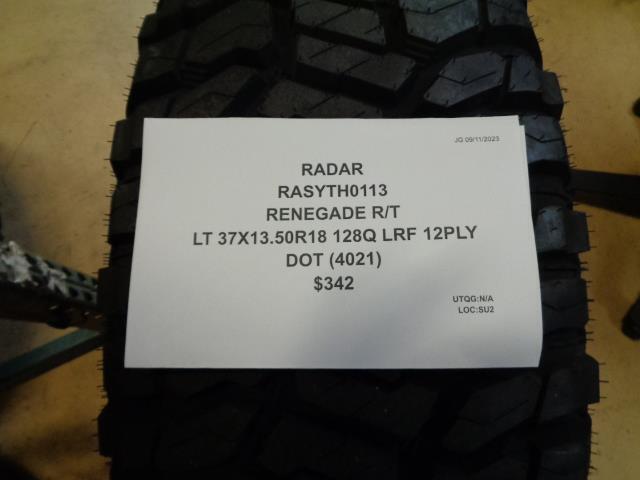 JG 09/11/2023
RADAR
RASYTH0113
RENEGADE R/T
LT 37X13.50R18 128Q LRF 12PLY
DOT (4021)
$342
UTQG:N/A
LOC:SU2